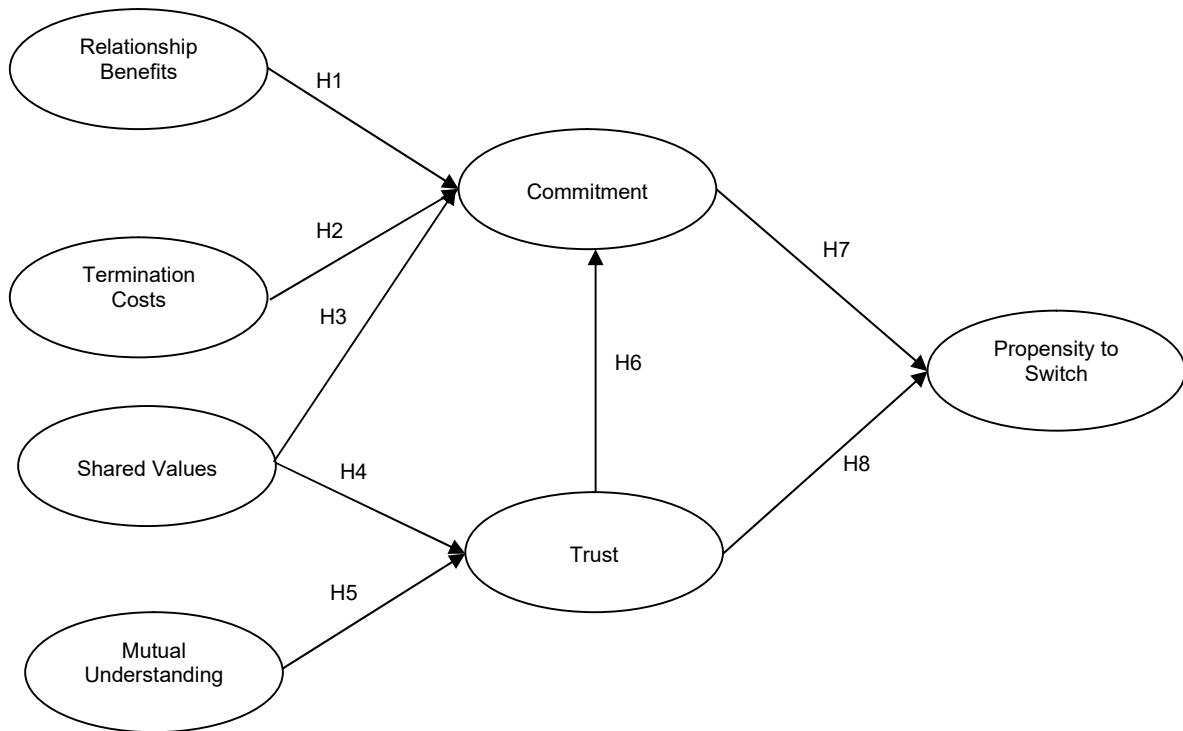 Relationship
Benefits
H1
Commitment
H2
H7
Termination
Costs
H3
Propensity to
Switch
H6
Shared Values
H4
H8
Trust
H5
Mutual
Understanding